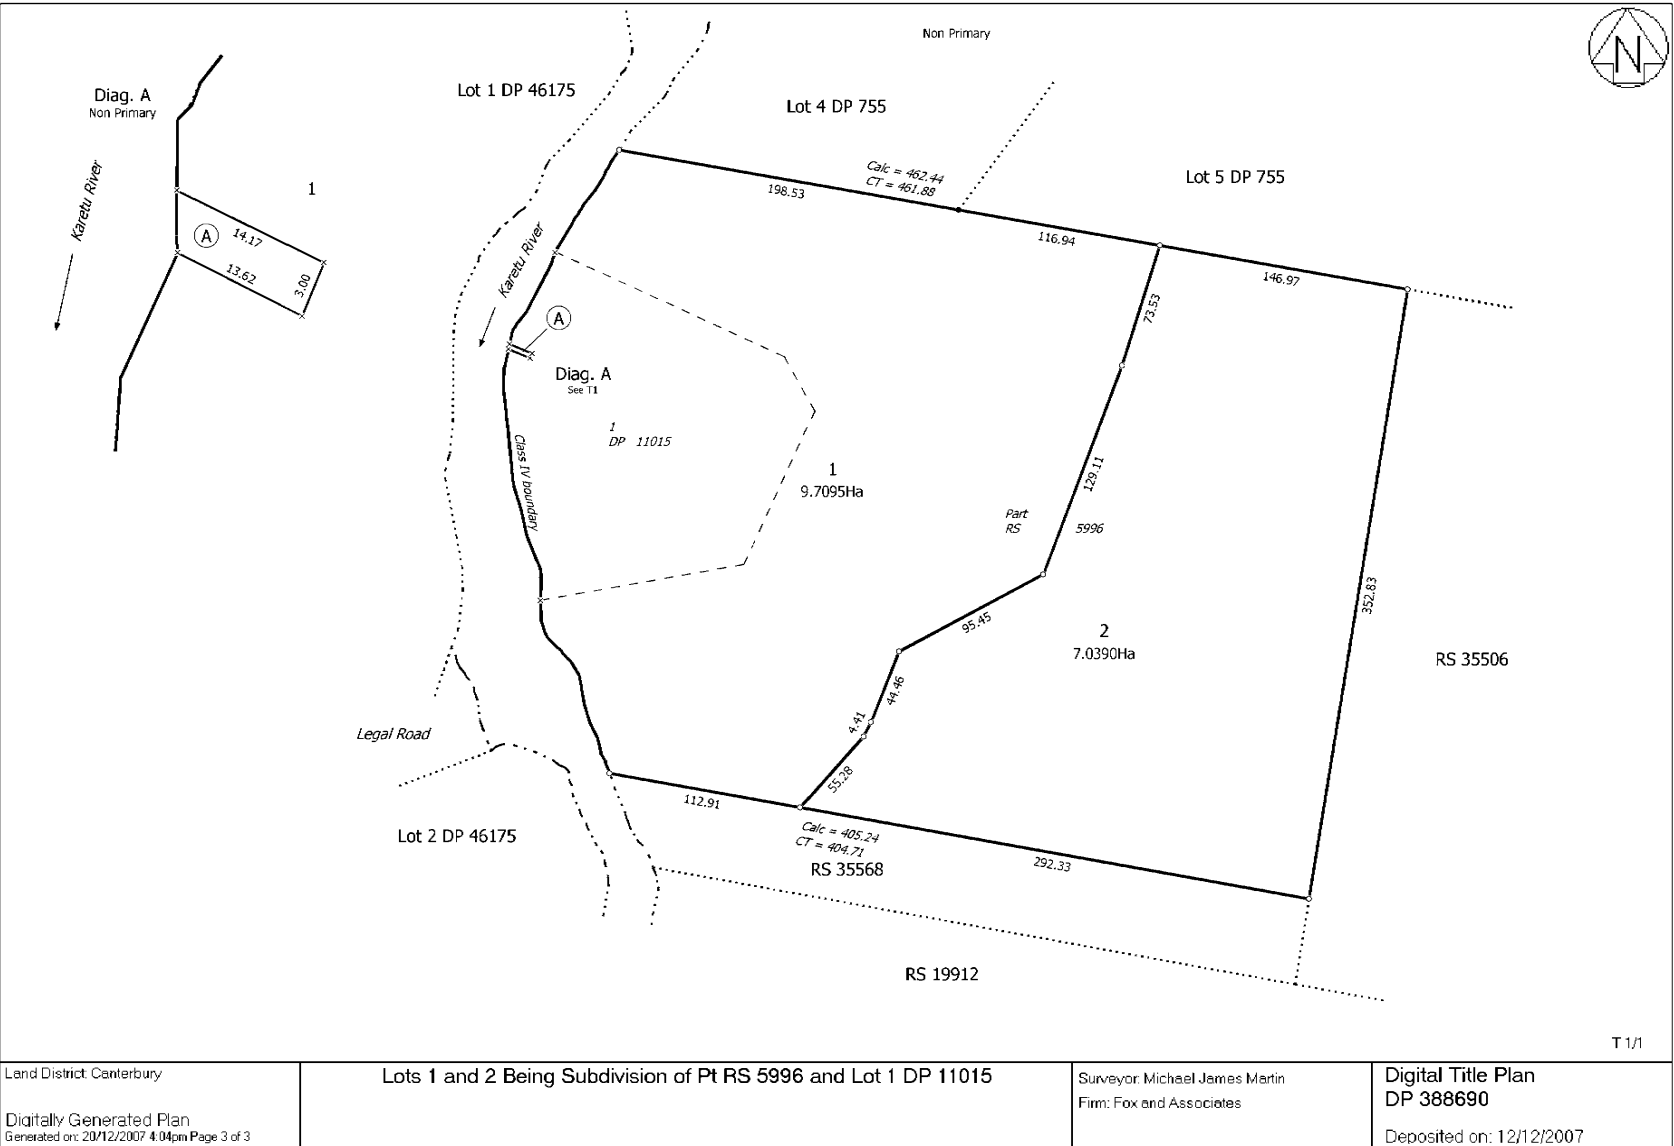 Non Primary
N
Diag. A
Non Primary
Lot 1 DP 46175
Lot 4 DP 755
Lot 5 DP 755
Calc = 462.44
CT = 461.88
198.53
116.94
146.97
Karetu River
1
A
14.17
13.62
3.00
Karetu River
A
Diag. A
See T1
1
DP 11015
Class IV boundary
1
9.7095Ha
73.53
129.11
Part
RS 5996
95.45
44.46
4.41
55.28
2
7.0390Ha
352.83
RS 35506
Legal Road
112.91
Lot 2 DP 46175
Calc = 405.24
CT = 404.71
RS 35568
292.33
RS 19912
T 1/1
Land District: Canterbury
Digitally Generated Plan
Generated on: 20/12/2007 4:04pm Page 3 of 3
Lots 1 and 2 Being Subdivision of Pt RS 5996 and Lot 1 DP 11015
Surveyor: Michael James Martin
Firm: Fox and Associates
Digital Title Plan
DP 388690
Deposited on: 12/12/2007